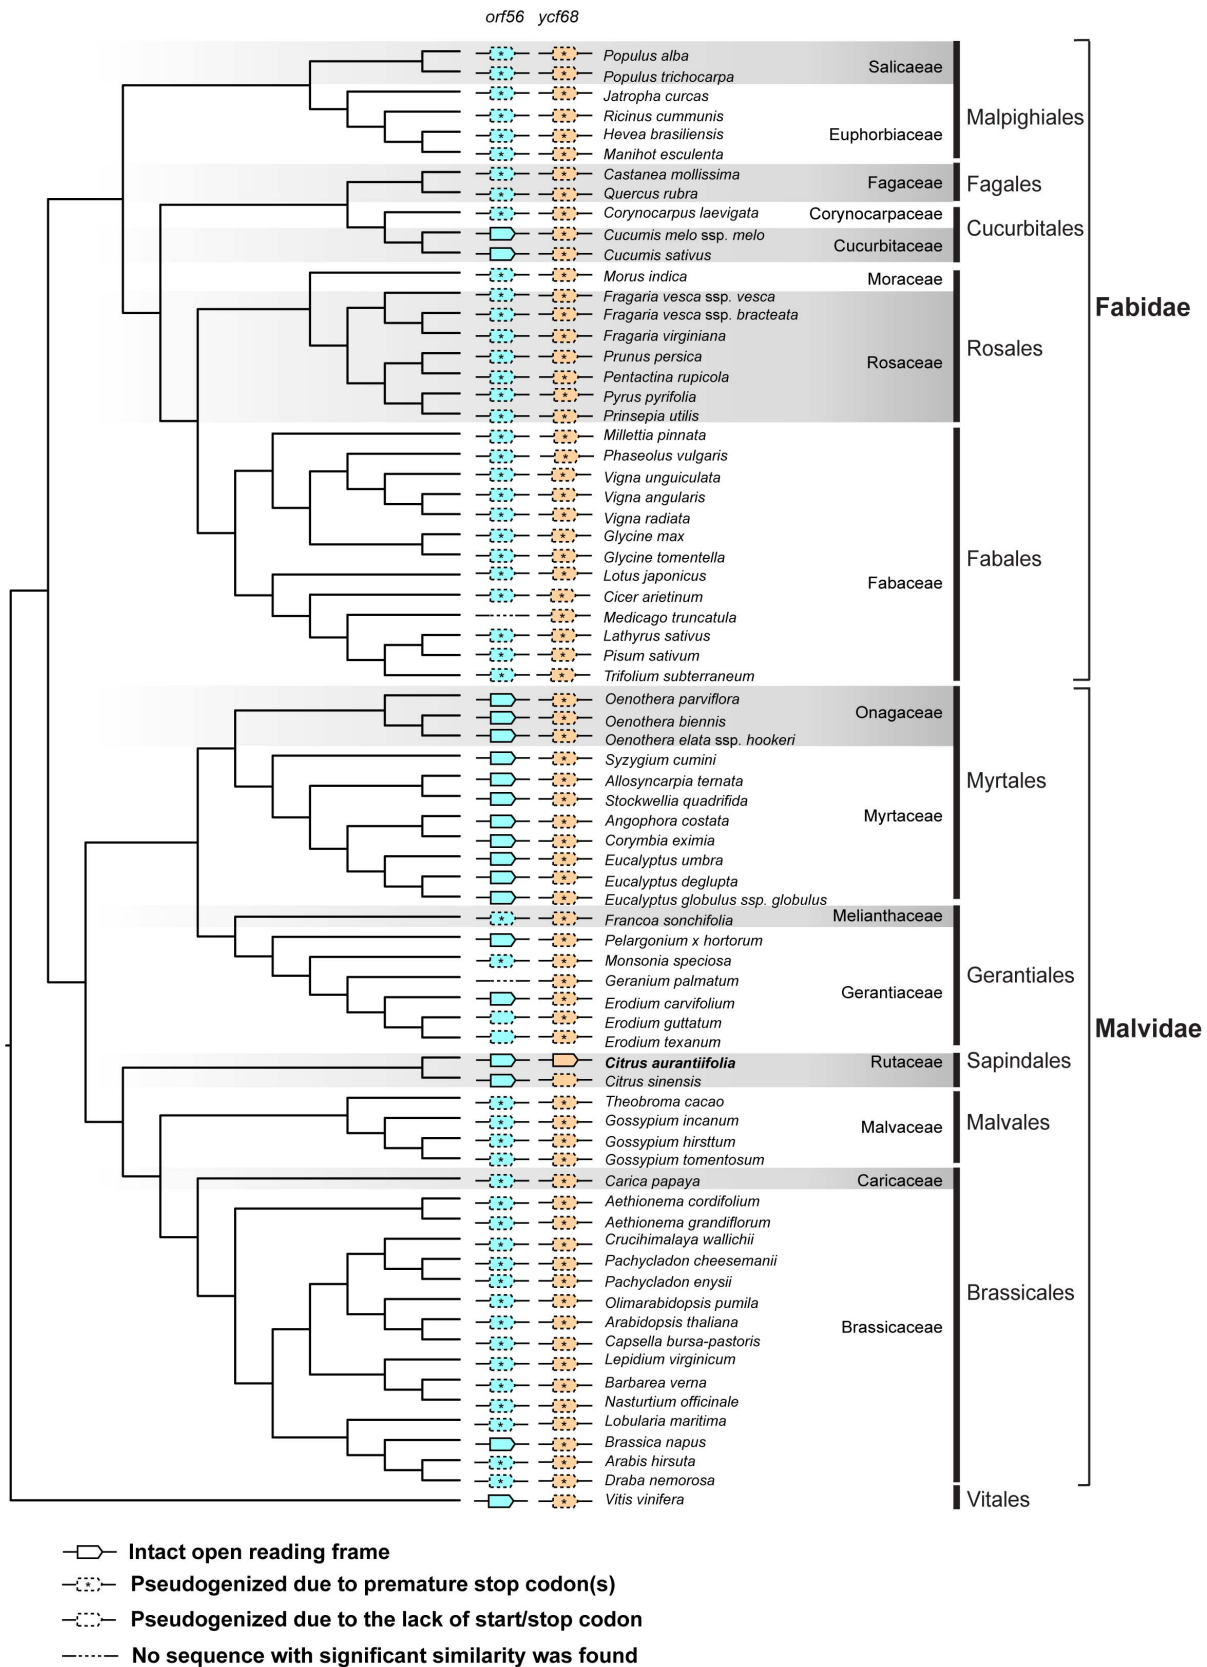 orf56 ycf68
Populus alba
Populus trichocarpa
Salicaeae
Jatropha curcas
Ricinus cummunis
Hevea brasiliensis
Manihot esculenta
Euphorbiaceae
Malpighiales
Castanea mollissima
Quercus rubra
Fagaceae
Fagales
Corynocarpus laevigata
Corynocarpaceae
Cucumis melo ssp. melo
Cucumis sativus
Cucurbitaceae
Cucurbitales
Morus indica
Moraceae
Fragaria vesca ssp. vesca
Fragaria vesca ssp. bracteata
Fragaria virginiana
Prunus persica
Pentactina rupicola
Pyrus pyrifolia
Prinsepia utilis
Rosaceae
Rosales
Fabidae
Millettia pinnata
Phaseolus vulgaris
Vigna unguiculata
Vigna angularis
Vigna radiata
Glycine max
Glycine tomentella
Lotus japonicus
Cicer arietinum
Medicago truncatula
Lathyrus sativus
Pisum sativum
Trifolium subterraneum
Fabaceae
Fabales
Oenothera parviflora
Oenothera biennis
Oenothera elata ssp. hookeri
Onagaceae
Syzygium cumini
Allosyncarpia ternata
Stockwellia quadrifida
Angophora costata
Corymbia eximia
Eucalyptus umbra
Eucalyptus deglupta
Eucalyptus globulus ssp. globulus
Myrtaceae
Myrtales
Francoa sonchifolia
Melianthaceae
Pelargonium x hortorum
Monsonia speciosa
Geranium palmatum
Erodium carvifolium
Erodium guttatum
Erodium texanum
Gerantiaceae
Gerantiales
Malvidae
Citrus aurantiifolia
Citrus sinensis
Rutaceae
Sapindales
Theobroma cacao
Gossypium incanum
Gossypium hirsttum
Gossypium tomentosum
Malvaceae
Malvales
Carica papaya
Caricaceae
Aethionema cordifolium
Aethionema grandiflorum
Crucihimalaya wallichii
Pachycladon cheesemanii
Pachycladon enysii
Olimarabidopsis pumila
Arabidopsis thaliana
Capsella bursa-pastoris
Lepidium virginicum
Barbarea verna
Nasturtium officinale
Lobularia maritima
Brassica napus
Arabis hirsuta
Draba nemorosa
Brassicaceae
Brassicales
Vitis vinifera
Vitales
Intact open reading frame
Pseudogenized due to premature stop codon(s)
Pseudogenized due to the lack of start/stop codon
No sequence with significant similarity was found